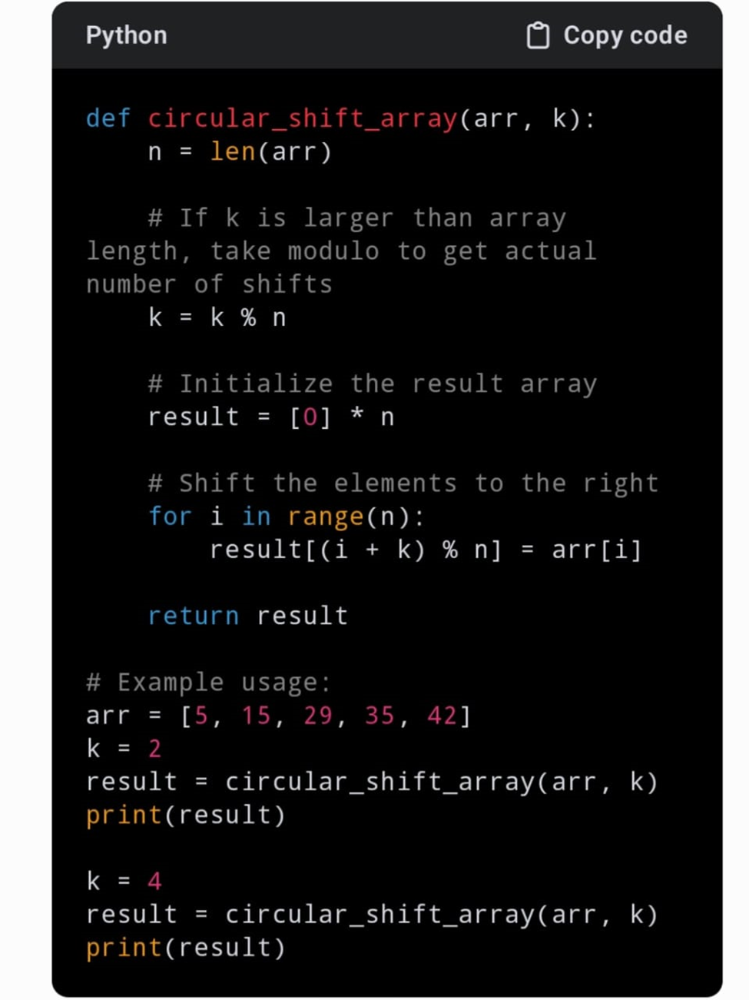 Python Copy code
def circular_shift_array(arr, k):
    n = len(arr)
    # If k is larger than array
length, take modulo to get actual
number of shifts
    k = k % n
    # Initialize the result array
    result = [0] * n
    # Shift the elements to the right
    for i in range(n):
        result[(i + k) % n] = arr[i]
    return result
# Example usage:
arr = [5, 15, 29, 35, 42]
k = 2
result = circular_shift_array(arr, k)
print(result)
k = 4
result = circular_shift_array(arr, k)
print(result)